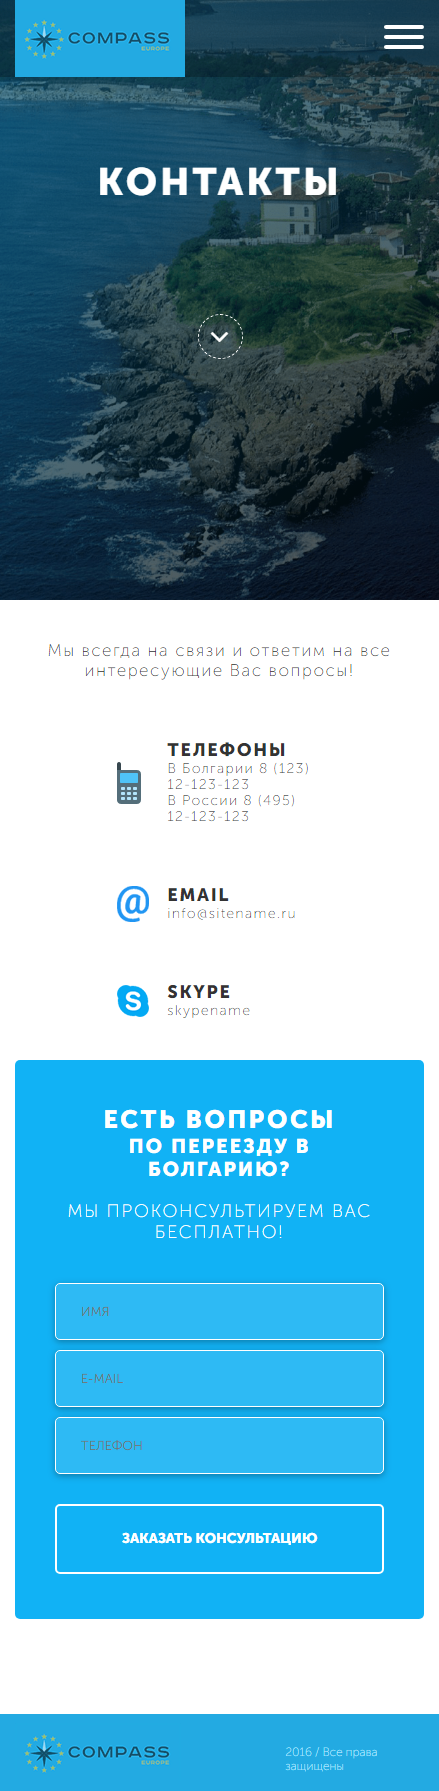 COMPASS
EUROPE
КОНТАКТЫ
Мы всегда на связи и ответим на все
интересующие Вас вопросы!
ТЕЛЕФОНЫ
В Болгарии 8 (123)
12-123-123
В России 8 (495)
12-123-123
EMAIL
info@sitename.ru
SKYPE
skypename
ЕСТЬ ВОПРОСЫ
ПО ПЕРЕЕЗДУ В
БОЛГАРИЮ?
МЫ ПРОКОНСУЛЬТИРУЕМ ВАС
БЕСПЛАТНО!
ИМЯ
E-MAIL
ТЕЛЕФОН
ЗАКАЗАТЬ КОНСУЛЬТАЦИЮ
COMPASS
EUROPE
2016 / Все права
защищены